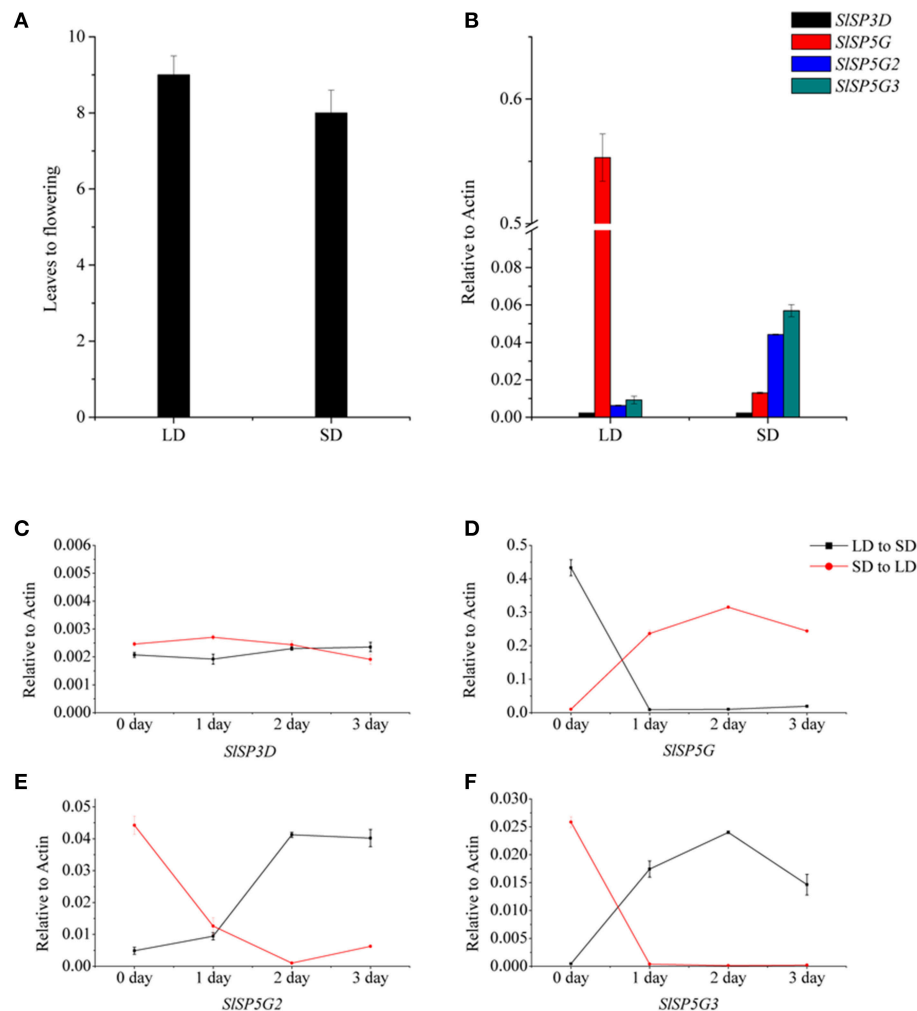 A
10
8
6
4
2
0
Leaves to flowering
LD
SD
B
SlSP3D
SlSP5G
SlSP5G2
SlSP5G3
0.6
0.5
0.08
0.06
0.04
0.02
0.00
Relative to Actin
LD
SD
C
0.006
0.005
0.004
0.003
0.002
0.001
0.000
Relative to Actin
0 day 1 day 2 day 3 day
SlSP3D
D
LD to SD
SD to LD
0.5
0.4
0.3
0.2
0.1
0.0
Relative to Actin
0 day 1 day 2 day 3 day
SlSP5G
E
0.05
0.04
0.03
0.02
0.01
0.00
Relative to Actin
0 day 1 day 2 day 3 day
SlSP5G2
F
0.030
0.025
0.020
0.015
0.010
0.005
0.000
Relative to Actin
0 day 1 day 2 day 3 day
SlSP5G3